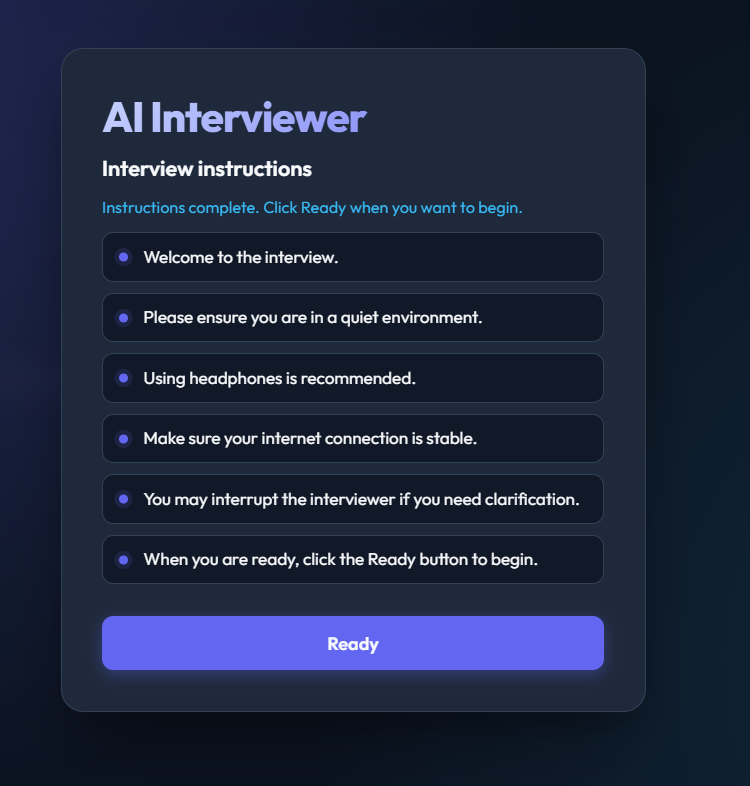 AI Interviewer
Interview instructions
Instructions complete. Click Ready when you want to begin.
Welcome to the interview.
Please ensure you are in a quiet environment.
Using headphones is recommended.
Make sure your internet connection is stable.
You may interrupt the interviewer if you need clarification.
When you are ready, click the Ready button to begin.
Ready